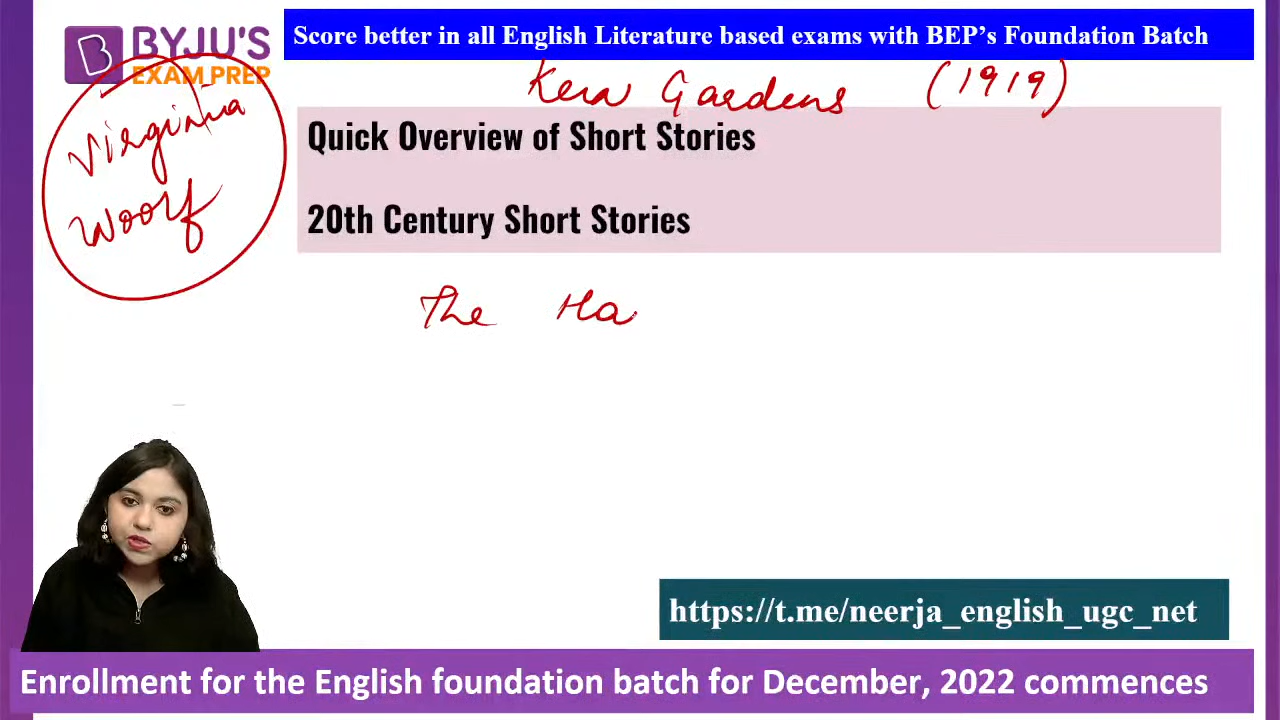 BYJU'S
EXAM PREP
Score better in all English Literature based exams with BEP's Foundation Batch
Kew Gardens (1919)
Virginia
Woolf
Quick Overview of Short Stories
20th Century Short Stories
The Ha
https://t.me/neerja_english_ugc_net
Enrollment for the English foundation batch for December, 2022 commences